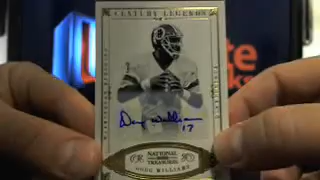 CENTURY LEGENDS
Doug Williams
17
NATIONAL
TREASURES
DOUG WILLIAMS